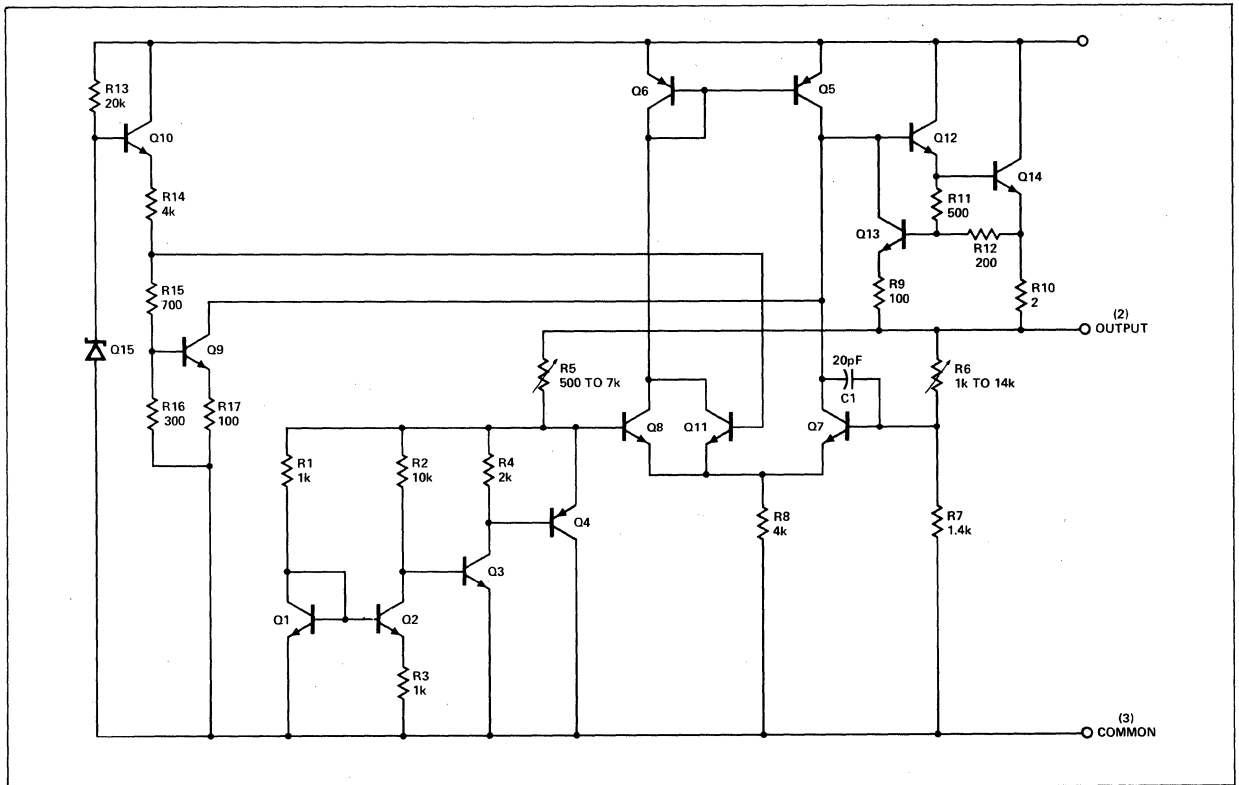 R13
20k
Q10
R14
4k
R15
700
Q15
Q9
R16
300
R17
100
R1
1k
R2
10k
R4
2k
Q1
Q2
Q3
Q4
R3
1k
R5
500 TO 7k
Q6
Q5
Q8
Q11
Q7
20pF
C1
R8
4k
Q12
Q14
R11
500
Q13
R12
200
R9
100
R10
2
(2)
OUTPUT
R6
1k TO 14k
R7
1.4k
(3)
COMMON